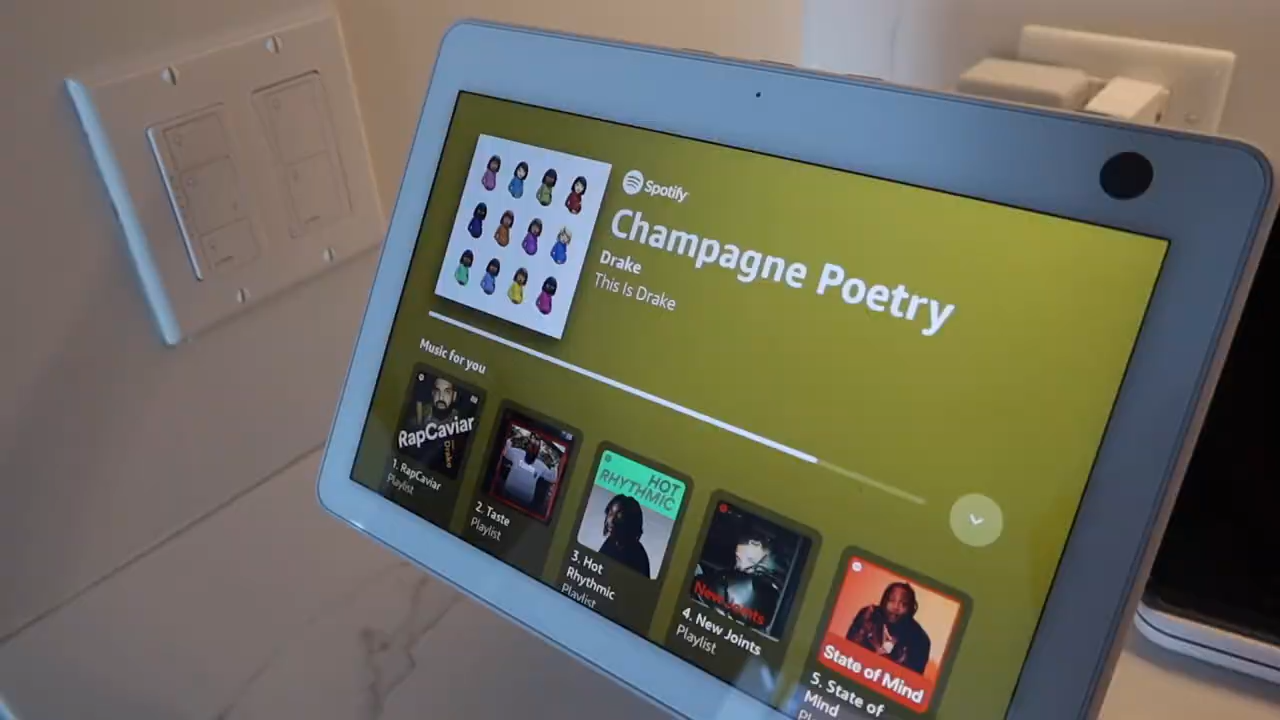 Spotify
Champagne Poetry
Drake
This Is Drake
Music for you
RapCaviar
Drake
1. RapCaviar
Playlist
2. Taste
Playlist
HOT
RHYTHMIC
3. Hot
Rhythmic
Playlist
New Joints
4. New Joints
Playlist
State of Mind
5. State of
Mind